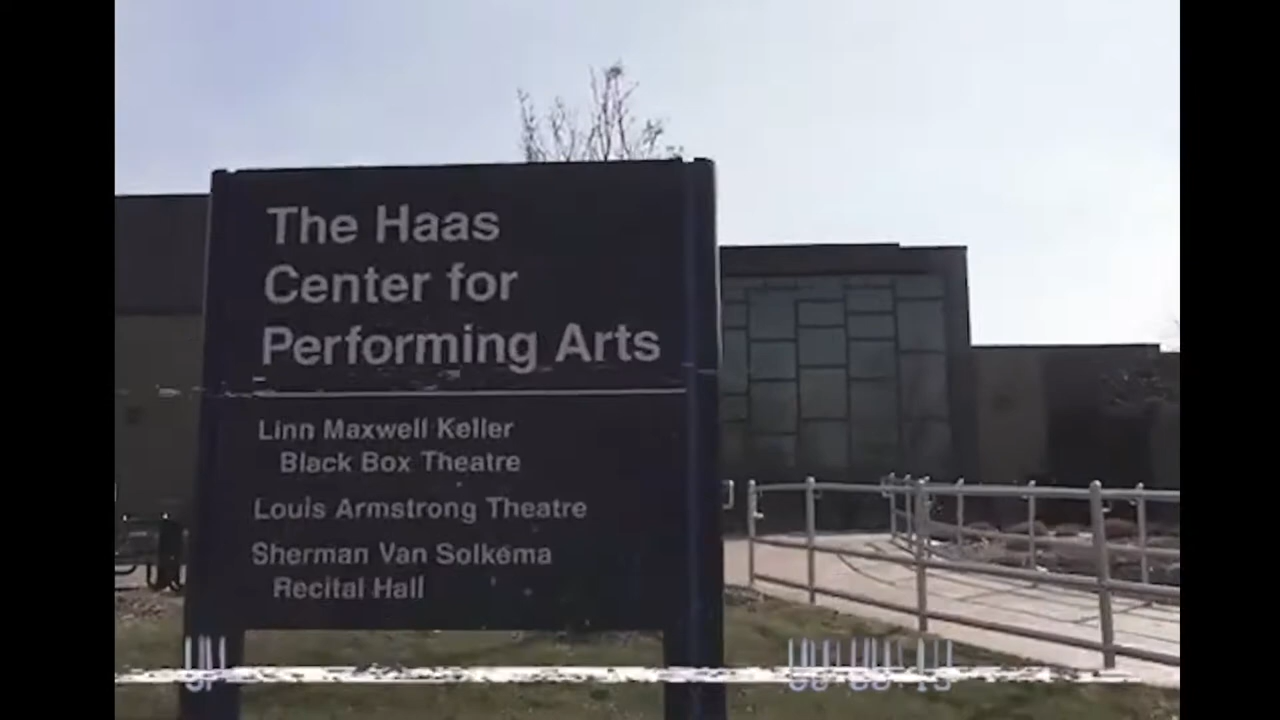 The Haas
Center for
Performing Arts
Linn Maxwell Keller
Black Box Theatre
Louis Armstrong Theatre
Sherman Van Solkema
Recital Hall